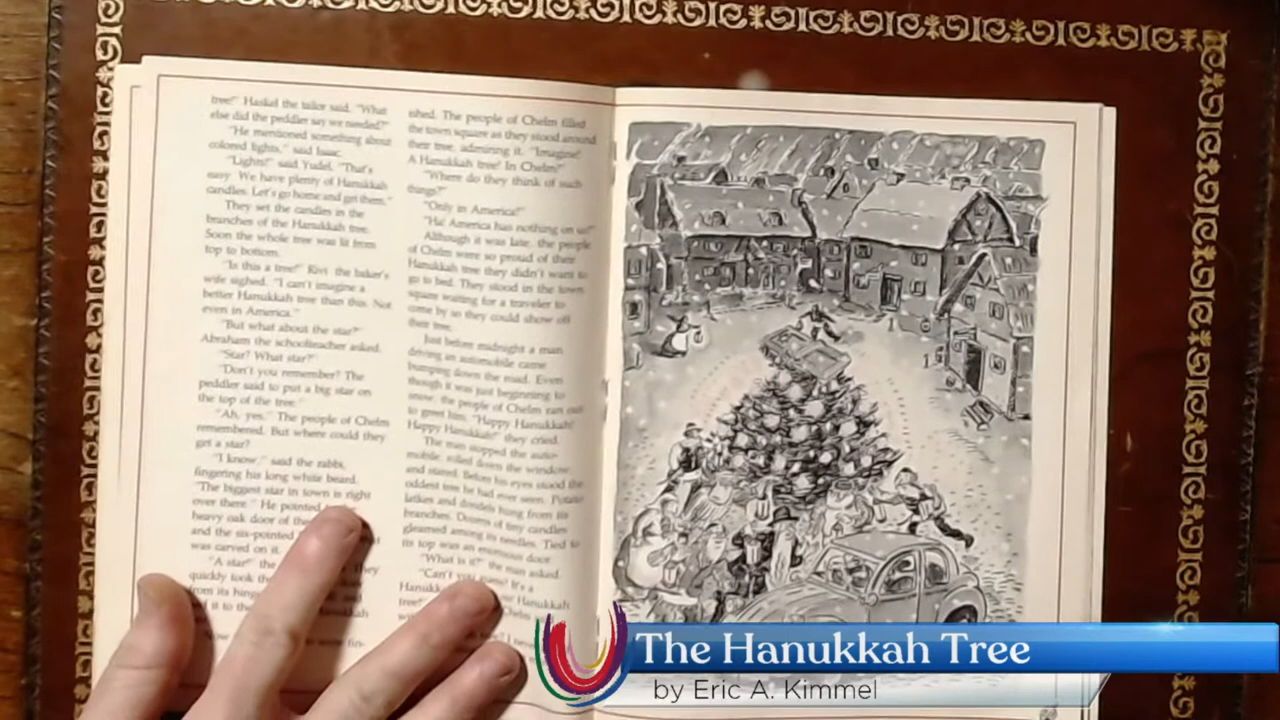 tree!" Haskel the tailor said. "What
else did the peddler say we needed?"
"He mentioned something about
colored lights," said Isaac.
"Lights!" said Yudel. "That's
easy. We have plenty of Hanukkah
candles. Let's go home and get them."
They set the candles in the
branches of the Hanukkah tree.
Soon the whole tree was lit from
top to bottom.
"Is this a tree!" Rivi the baker's
wife sighed. "I can't imagine a
better Hanukkah tree than this. Not
even in America."
"But what about the star?"
Abraham the schoolteacher asked.
"Star? What star?"
"Don't you remember? The
peddler said to put a big star on
the top of the tree."
"Ah, yes." The people of Chelm
remembered. But where could they
get a star?
"I know," said the rabbi,
fingering his long white beard.
"The biggest star in town is right
over there." He pointed
heavy oak door of the
and the six-pointed
was carved on it.
"A star!" the They
quickly took the
from its hinges and
it to the Hanukkah
fin-
ished. The people of Chelm filled
the town square as they stood around
their tree, admiring it. "Imagine!
A Hanukkah tree! In Chelm!"
"Where do they think of such
things?"
"Only in America!"
"Ha! America has nothing on us!"
Although it was late, the people
of Chelm were so proud of their
Hanukkah tree they didn't want to
go to bed. They stood in the town
square waiting for a traveler to
come by so they could show off
their tree.
Just before midnight a man
driving an automobile came
bumping down the road. Even
though it was just beginning to
snow, the people of Chelm ran out
to greet him. "Happy Hanukkah!
Happy Hanukkah!" they cried.
The man stopped the auto-
mobile, rolled down the window
and stared. Before his eyes stood the
oddest tree he had ever seen. Potato
latkes and dreidels hung from its
branches. Dozens of tiny candles
gleamed among its needles. Tied to
its top was an enormous door.
"What is it?" the man asked.
"Can't you guess? It's a
Hanukkah Hanukkah
tree!" Chelm
I never
The Hanukkah Tree
by Eric A. Kimmel